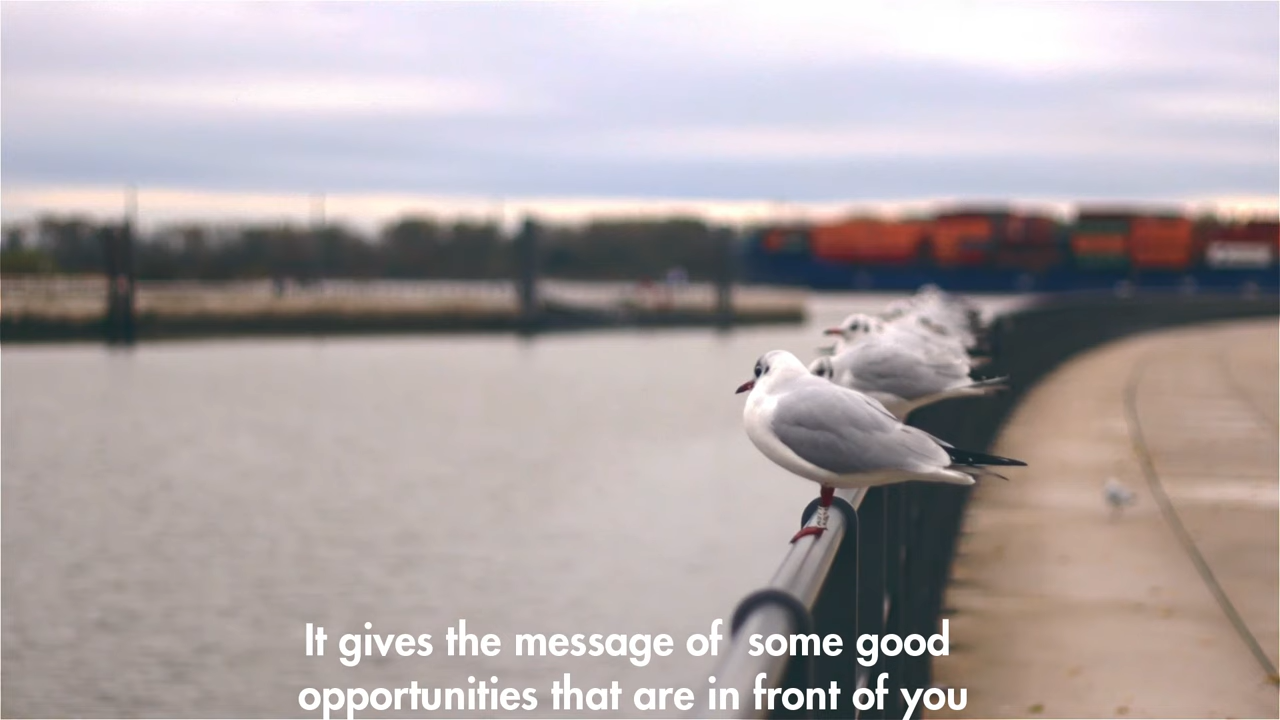 It gives the message of  some good
opportunities that are in front of you